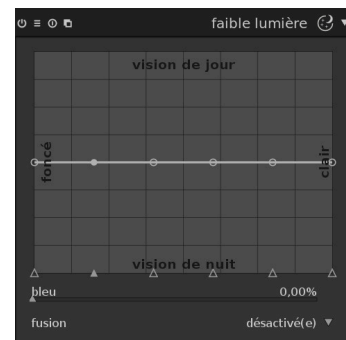 faible lumière
vision de jour
foncé
clair
vision de nuit
bleu 0,00%
fusion désactivé(e)